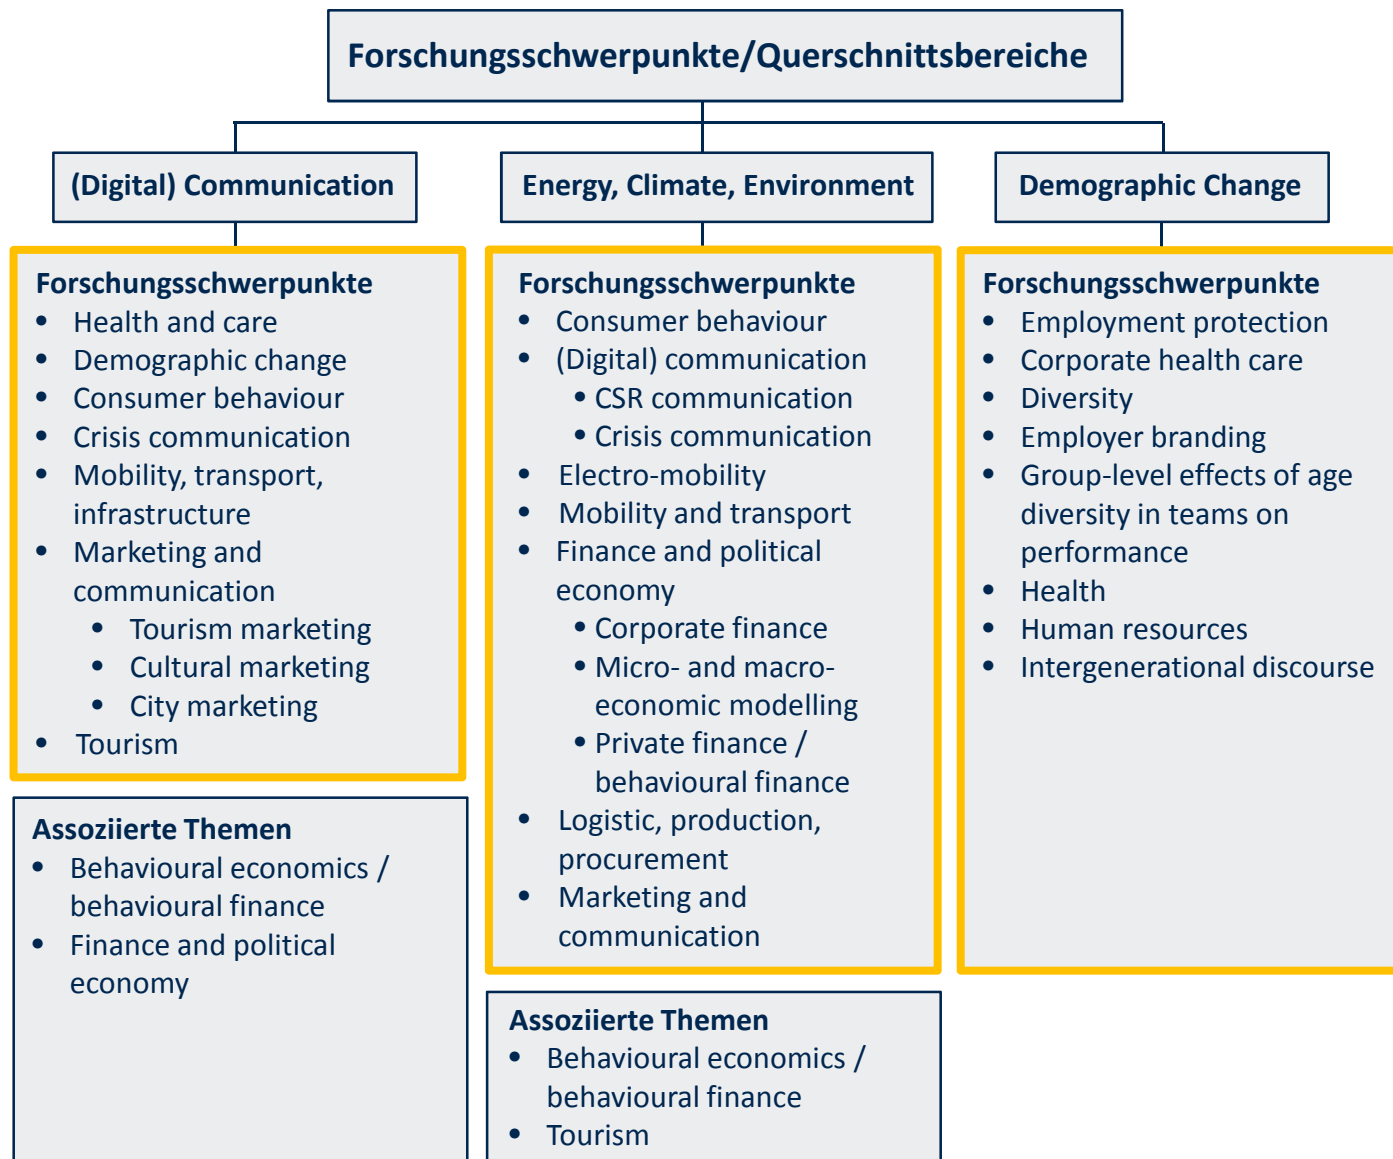 Forschungsschwerpunkte/Querschnittsbereiche
(Digital) Communication
Forschungsschwerpunkte
• Health and care
• Demographic change
• Consumer behaviour
• Crisis communication
• Mobility, transport,
infrastructure
• Marketing and
communication
• Tourism marketing
• Cultural marketing
• City marketing
• Tourism
Assoziierte Themen
• Behavioural economics /
behavioural finance
• Finance and political
economy
Energy, Climate, Environment
Forschungsschwerpunkte
• Consumer behaviour
• (Digital) communication
• CSR communication
• Crisis communication
• Electro-mobility
• Mobility and transport
• Finance and political
economy
• Corporate finance
• Micro- and macro-
economic modelling
• Private finance /
behavioural finance
• Logistic, production,
procurement
• Marketing and
communication
Assoziierte Themen
• Behavioural economics /
behavioural finance
• Tourism
Demographic Change
Forschungsschwerpunkte
• Employment protection
• Corporate health care
• Diversity
• Employer branding
• Group-level effects of age
diversity in teams on
performance
• Health
• Human resources
• Intergenerational discourse